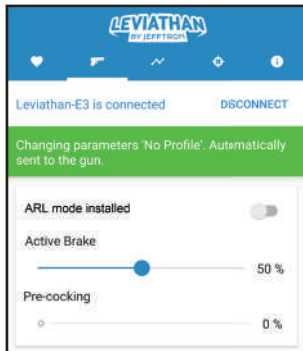 LEVIATHAN
BY JEFFTRON
Leviathan-E3 is connected
DISCONNECT
Changing parameters 'No Profile'. Automatically
sent to the gun.
ARL mode installed
Active Brake
50 %
Pre-cocking
0 %